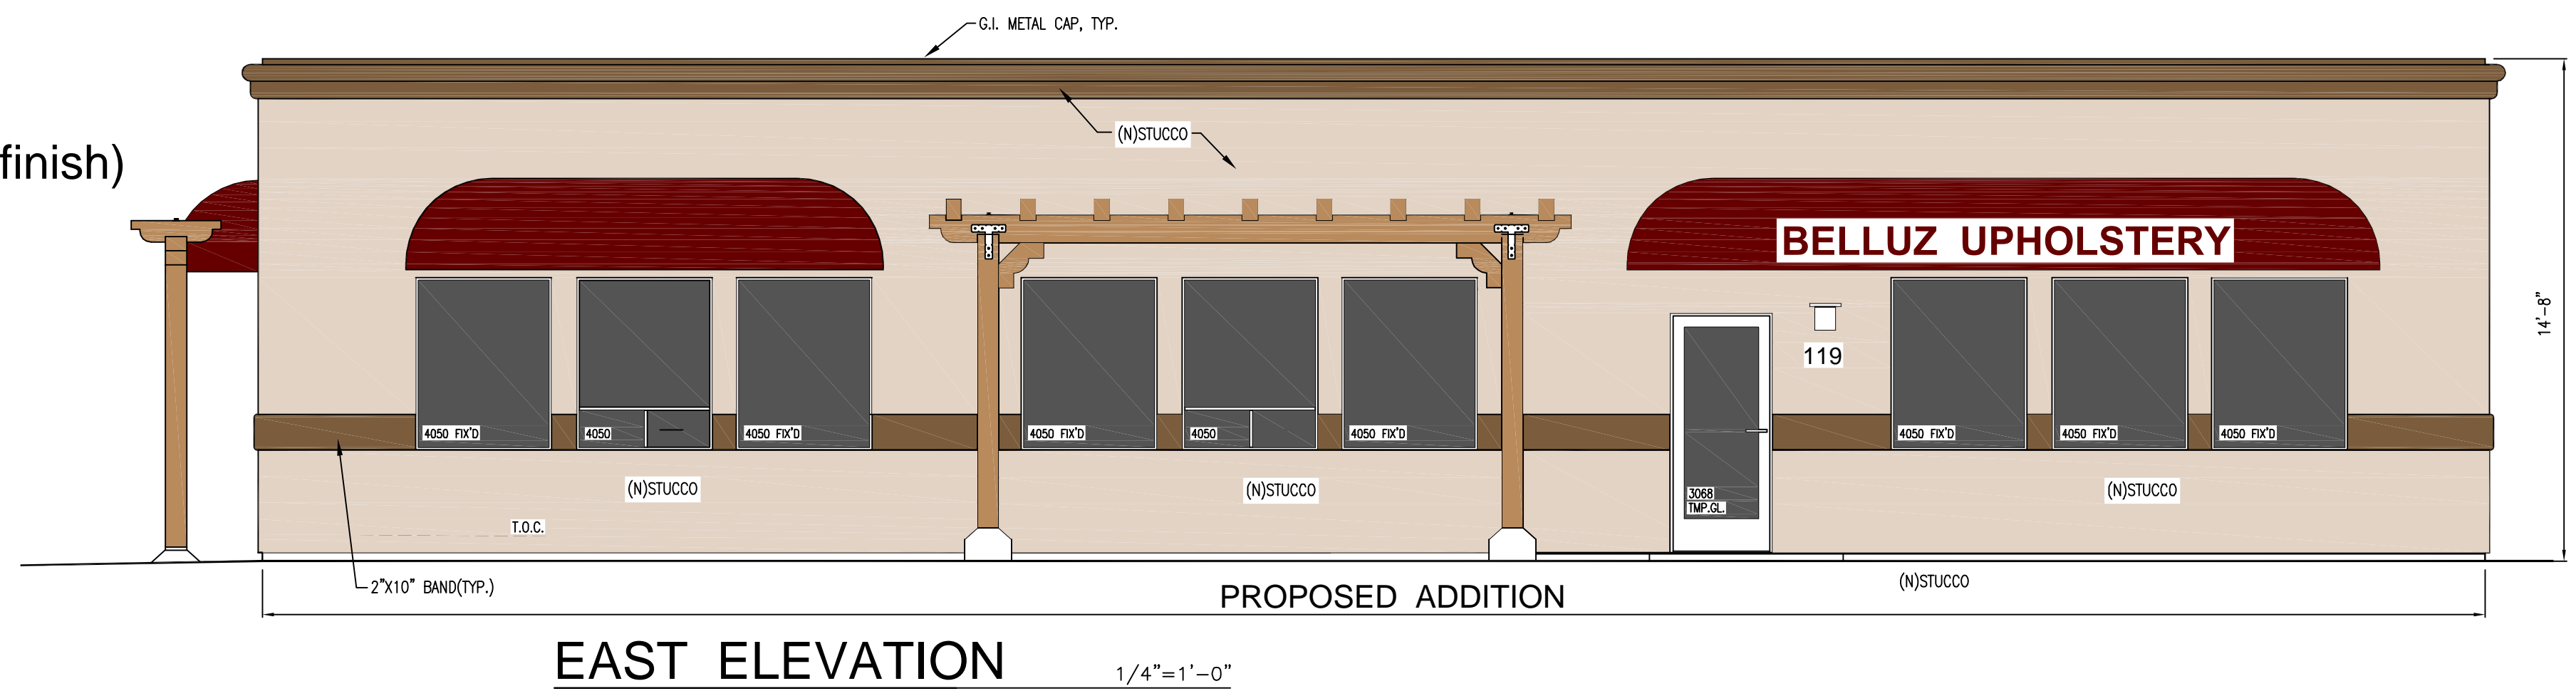 G.I. METAL CAP, TYP.
(N)STUCCO
finish)
BELLUZ UPHOLSTERY
14'-8"
119
4050 FIX'D
4050
4050 FIX'D
4050 FIX'D
4050
4050 FIX'D
4050 FIX'D
4050 FIX'D
4050 FIX'D
3068
TMP.GL.
(N)STUCCO
(N)STUCCO
(N)STUCCO
T.O.C.
2"X10" BAND(TYP.)
(N)STUCCO
PROPOSED ADDITION
EAST ELEVATION
1/4"=1'-0"